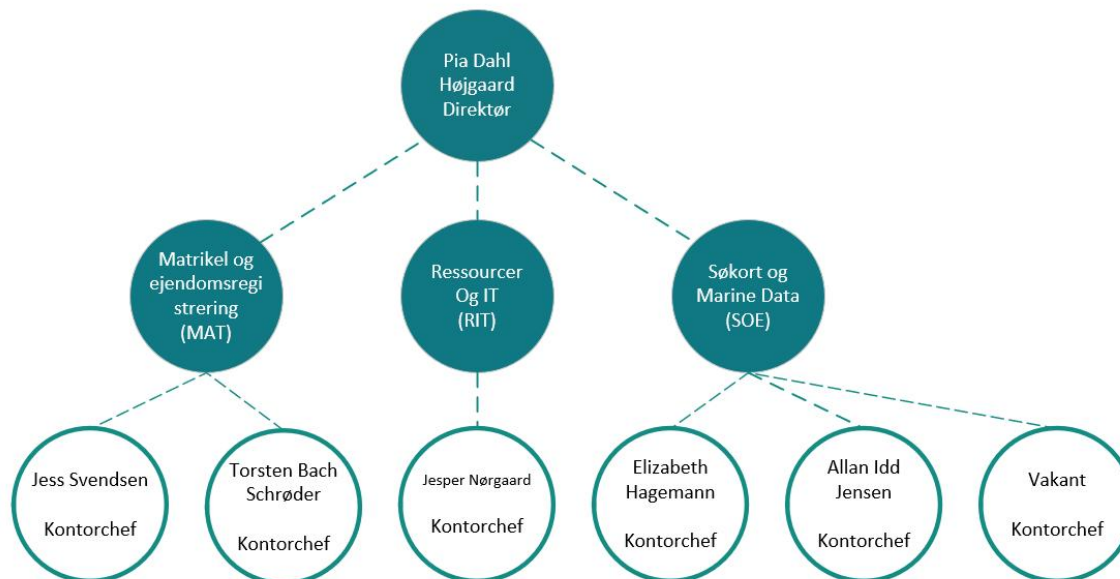 Pia Dahl
Højgaard
Direktør
Matrikel og
ejendomsregi
strering
(MAT)
Ressourcer
Og IT
(RIT)
Søkort og
Marine Data
(SOE)
Jess Svendsen
Kontorchef
Torsten Bach
Schrøder
Kontorchef
Jesper Nørgaard
Kontorchef
Elizabeth
Hagemann
Kontorchef
Allan Idd
Jensen
Kontorchef
Vakant
Kontorchef